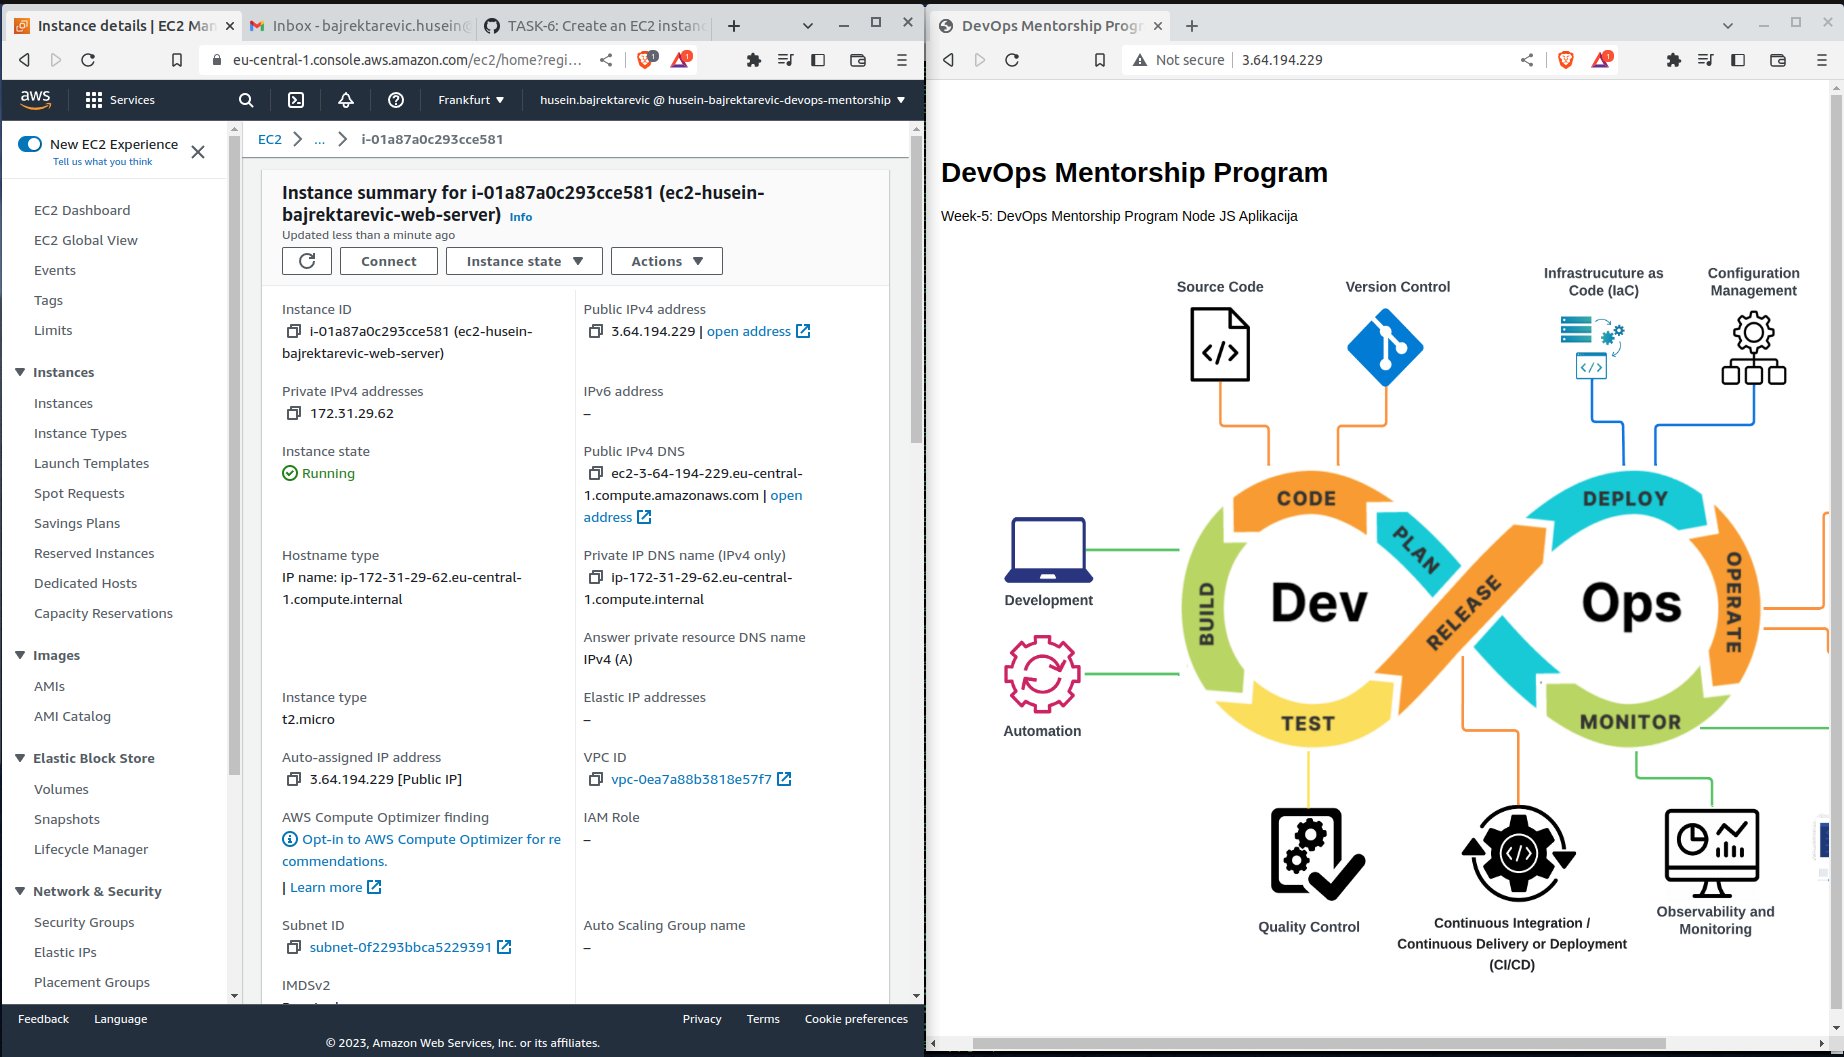 Instance details | EC2 Man
Inbox - bajrektarevic.husein@
TASK-6: Create an EC2 instanc
eu-central-1.console.aws.amazon.com/ec2/home?regi...
1
1
aws
Services
Frankfurt
husein.bajrektarevic @ husein-bajrektarevic-devops-mentorship
New EC2 Experience
Tell us what you think
EC2 Dashboard
EC2 Global View
Events
Tags
Limits
Instances
Instances
Instance Types
Launch Templates
Spot Requests
Savings Plans
Reserved Instances
Dedicated Hosts
Capacity Reservations
Images
AMIs
AMI Catalog
Elastic Block Store
Volumes
Snapshots
Lifecycle Manager
Network & Security
Security Groups
Elastic IPs
Placement Groups
EC2
...
i-01a87a0c293cce581
Instance summary for i-01a87a0c293cce581 (ec2-husein-
bajrektarevic-web-server) Info
Updated less than a minute ago
Connect
Instance state
Actions
Instance ID
i-01a87a0c293cce581 (ec2-husein-
bajrektarevic-web-server)
Public IPv4 address
3.64.194.229 | open address
Private IPv4 addresses
172.31.29.62
IPv6 address
–
Instance state
Running
Public IPv4 DNS
ec2-3-64-194-229.eu-central-
1.compute.amazonaws.com | open
address
Hostname type
IP name: ip-172-31-29-62.eu-central-
1.compute.internal
Private IP DNS name (IPv4 only)
ip-172-31-29-62.eu-central-
1.compute.internal
Answer private resource DNS name
IPv4 (A)
Instance type
t2.micro
Elastic IP addresses
–
Auto-assigned IP address
3.64.194.229 [Public IP]
VPC ID
vpc-0ea7a88b3818e57f7
AWS Compute Optimizer finding
Opt-in to AWS Compute Optimizer for re
commendations.
| Learn more
IAM Role
–
Subnet ID
subnet-0f2293bbca5229391
Auto Scaling Group name
–
IMDSv2
Feedback
Language
Privacy
Terms
Cookie preferences
© 2023, Amazon Web Services, Inc. or its affiliates.
DevOps Mentorship Progr
Not secure
3.64.194.229
1
DevOps Mentorship Program
Week-5: DevOps Mentorship Program Node JS Aplikacija
Source Code
Version Control
Infrastrucuture as
Code (IaC)
Configuration
Management
CODE
PLAN
BUILD
TEST
RELEASE
DEPLOY
OPERATE
MONITOR
Dev
Ops
Development
Automation
Quality Control
Continuous Integration /
Continuous Delivery or Deployment
(CI/CD)
Observability and
Monitoring